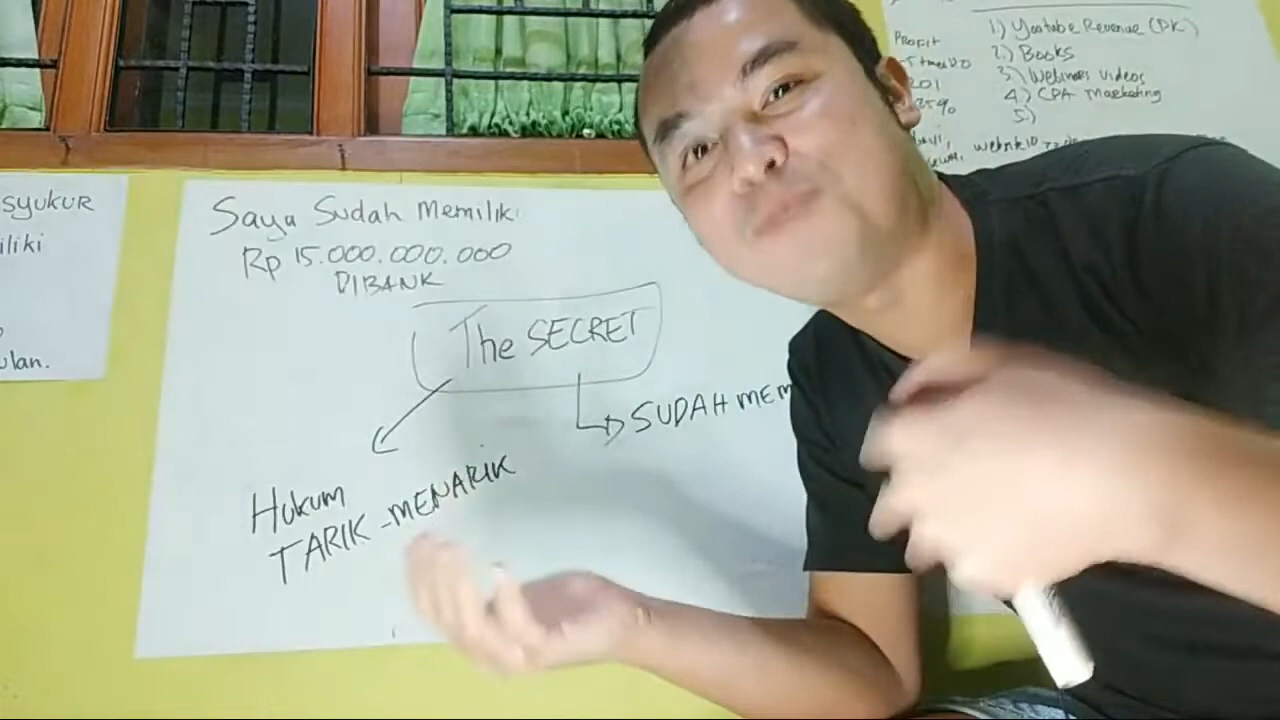 SYUKUR
iliki
ulan.
Saya Sudah Memiliki
Rp 15.000.000.000
DIBANK
The SECRET
SUDAH MEM
Hukum
TARIK-MENARIK
Profit
1.) Youtube Revenue (PK)
2.) Books
3.) Webinars videos
4.) CPA Marketing
5.)